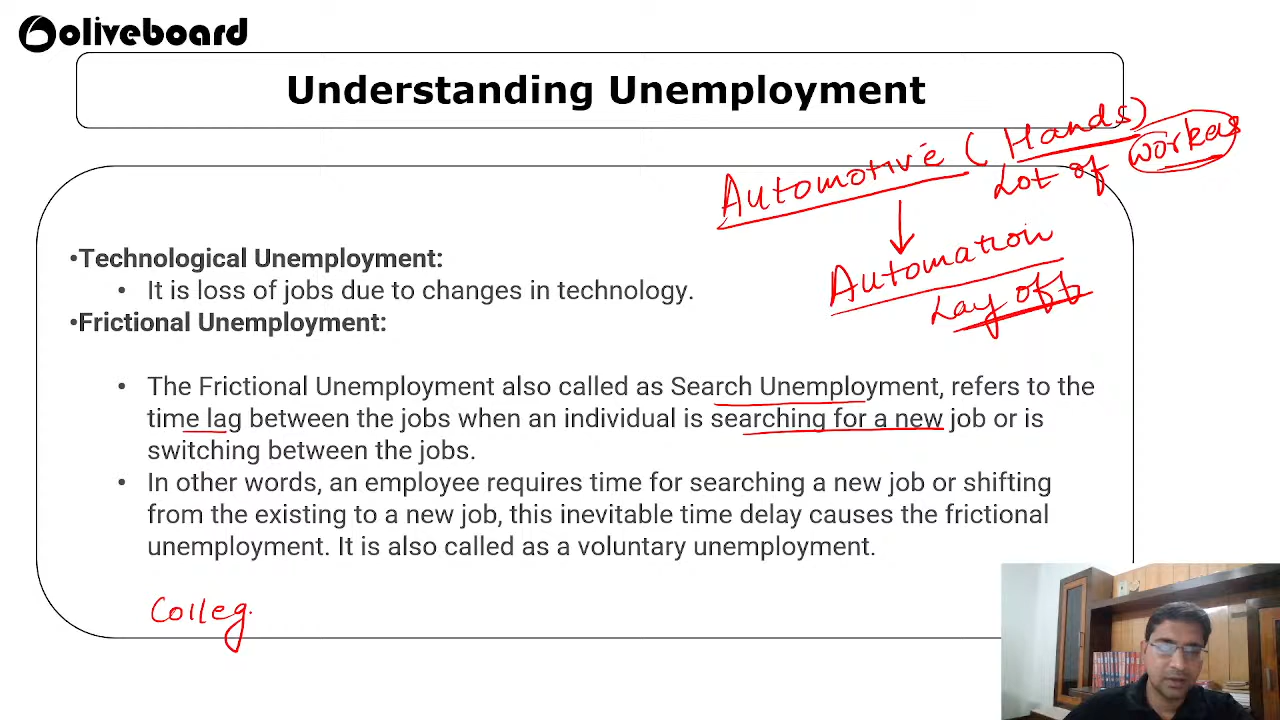 oliveboard
Understanding Unemployment
Automotive (Hands)
Lot of workers
Automation
Lay off
•Technological Unemployment:
• It is loss of jobs due to changes in technology.
•Frictional Unemployment:
• The Frictional Unemployment also called as Search Unemployment, refers to the
time lag between the jobs when an individual is searching for a new job or is
switching between the jobs.
• In other words, an employee requires time for searching a new job or shifting
from the existing to a new job, this inevitable time delay causes the frictional
unemployment. It is also called as a voluntary unemployment.
Colleg